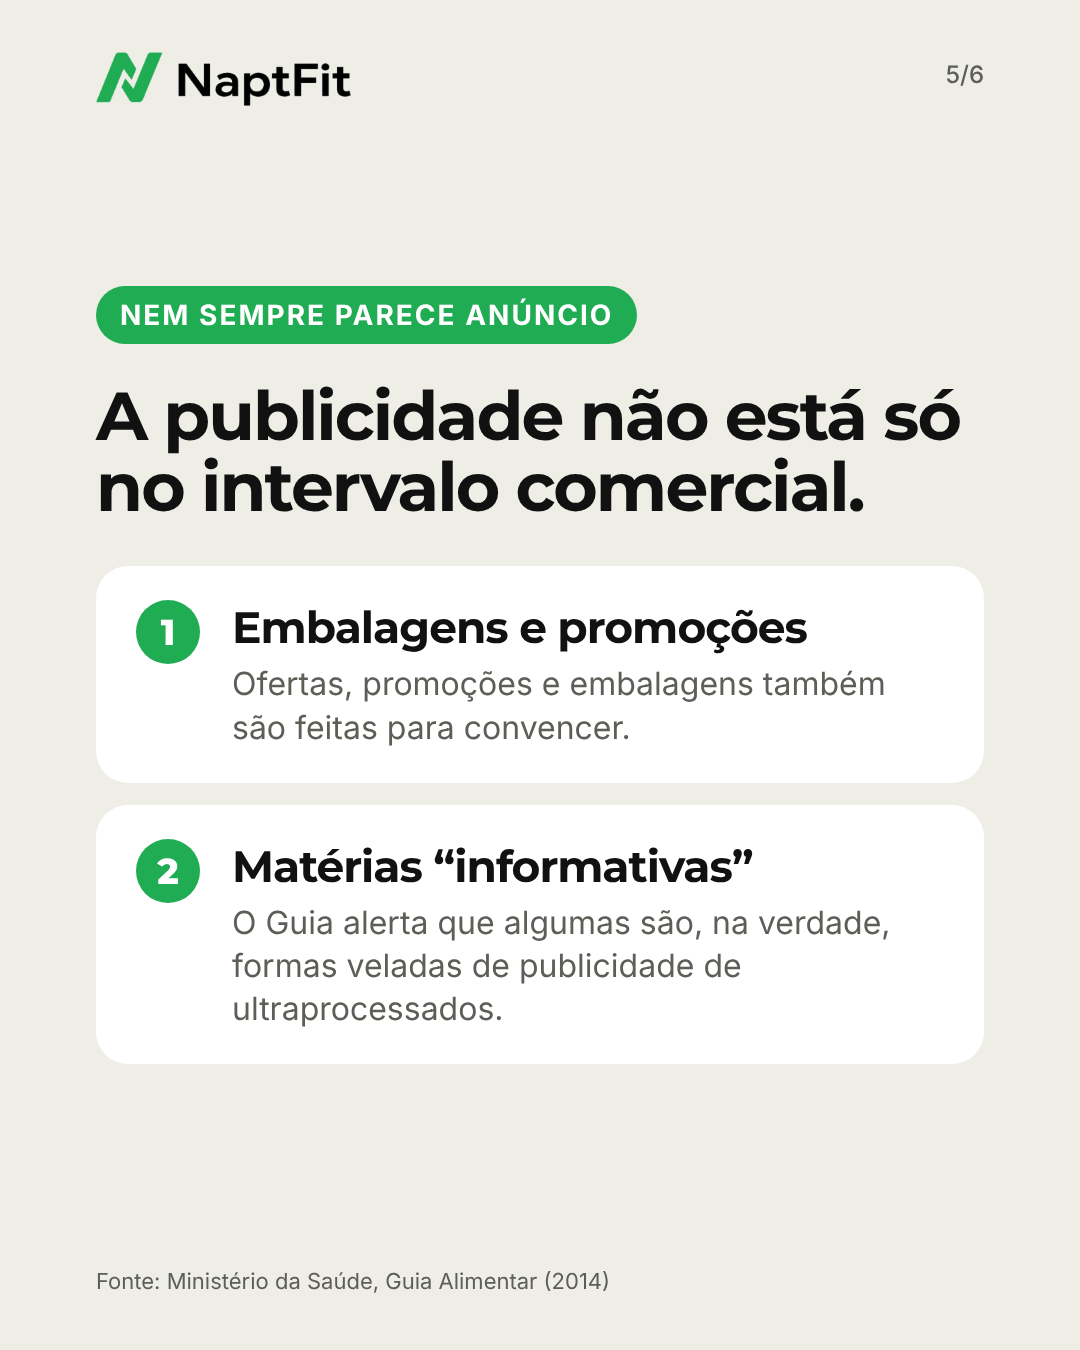 NaptFit
5/6
NEM SEMPRE PARECE ANÚNCIO
A publicidade não está só
no intervalo comercial.
1
Embalagens e promoções
Ofertas, promoções e embalagens também
são feitas para convencer.
2
Matérias “informativas”
O Guia alerta que algumas são, na verdade,
formas veladas de publicidade de
ultraprocessados.
Fonte: Ministério da Saúde, Guia Alimentar (2014)